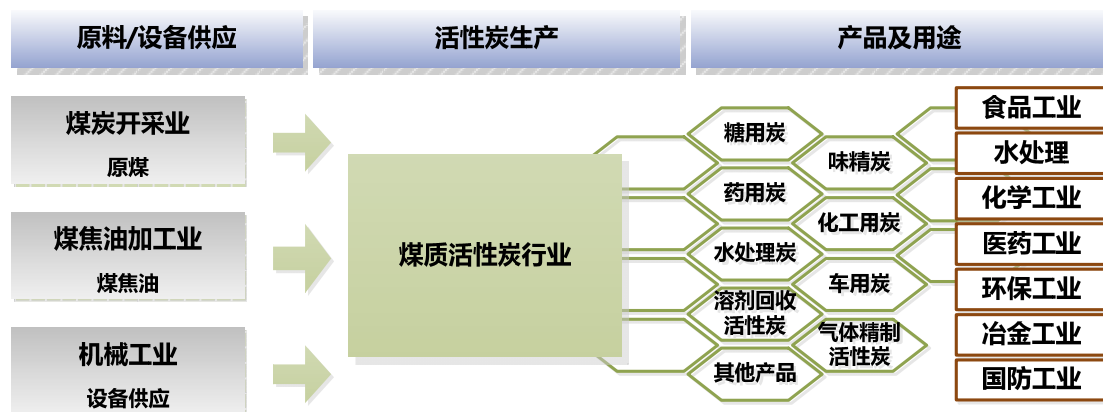 原料/设备供应
活性炭生产
产品及用途
煤炭开采业
原煤
煤焦油加工业
煤焦油
机械工业
设备供应
煤质活性炭行业
糖用炭
味精炭
药用炭
化工用炭
水处理炭
车用炭
溶剂回收
活性炭
气体精制
活性炭
其他产品
食品工业
水处理
化学工业
医药工业
环保工业
冶金工业
国防工业